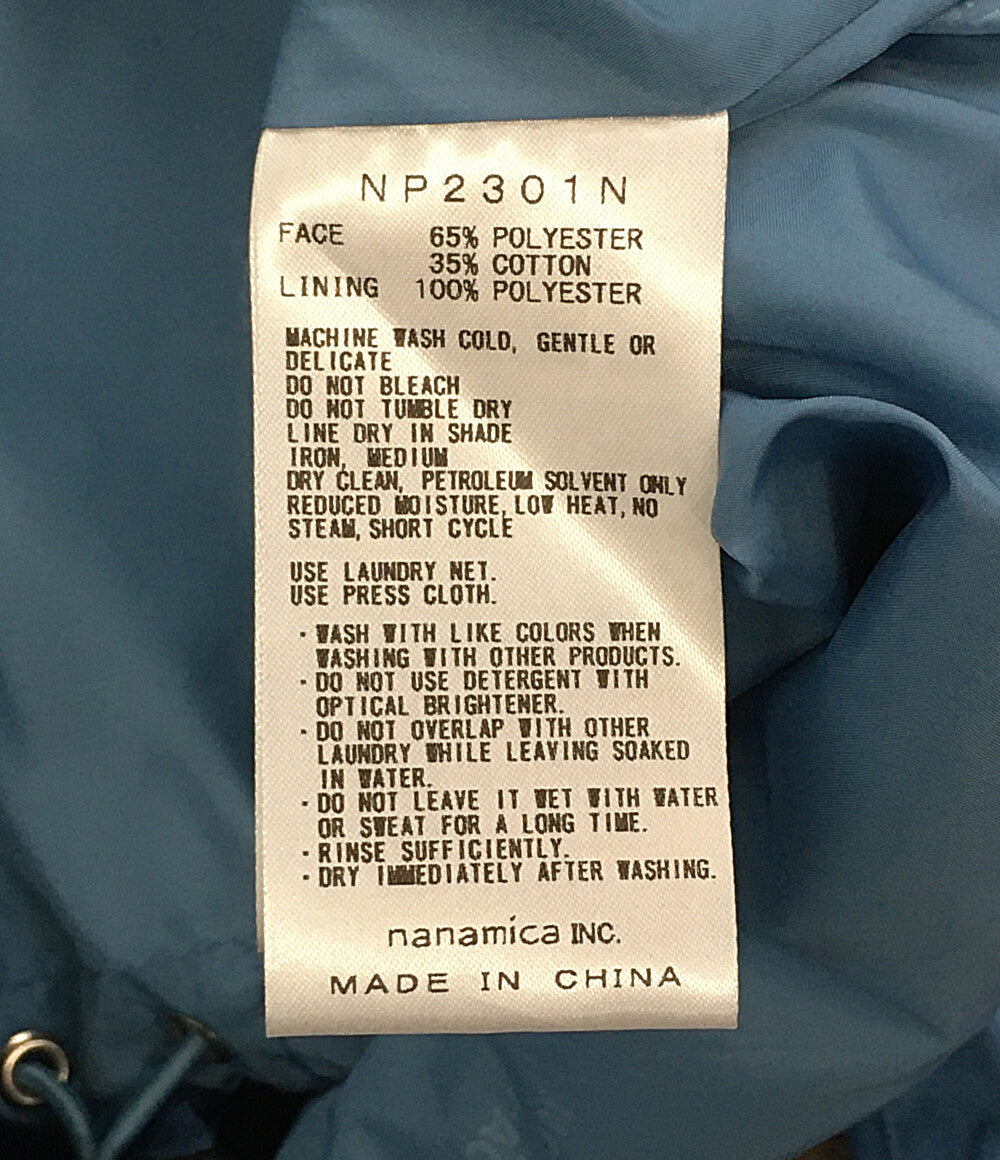 NP2301N
FACE 65% POLYESTER
35% COTTON
LINING 100% POLYESTER
MACHINE WASH COLD, GENTLE OR
DELICATE
DO NOT BLEACH
DO NOT TUMBLE DRY
LINE DRY IN SHADE
IRON, MEDIUM
DRY CLEAN, PETROLEUM SOLVENT ONLY
REDUCED MOISTURE, LOW HEAT, NO
STEAM, SHORT CYCLE
USE LAUNDRY NET.
USE PRESS CLOTH.
・WASH WITH LIKE COLORS WHEN
WASHING WITH OTHER PRODUCTS.
・DO NOT USE DETERGENT WITH
OPTICAL BRIGHTENER.
・DO NOT OVERLAP WITH OTHER
LAUNDRY WHILE LEAVING SOAKED
IN WATER.
・DO NOT LEAVE IT WET WITH WATER
OR SWEAT FOR A LONG TIME.
・RINSE SUFFICIENTLY.
・DRY IMMEDIATELY AFTER WASHING.
nanamica INC.
MADE IN CHINA